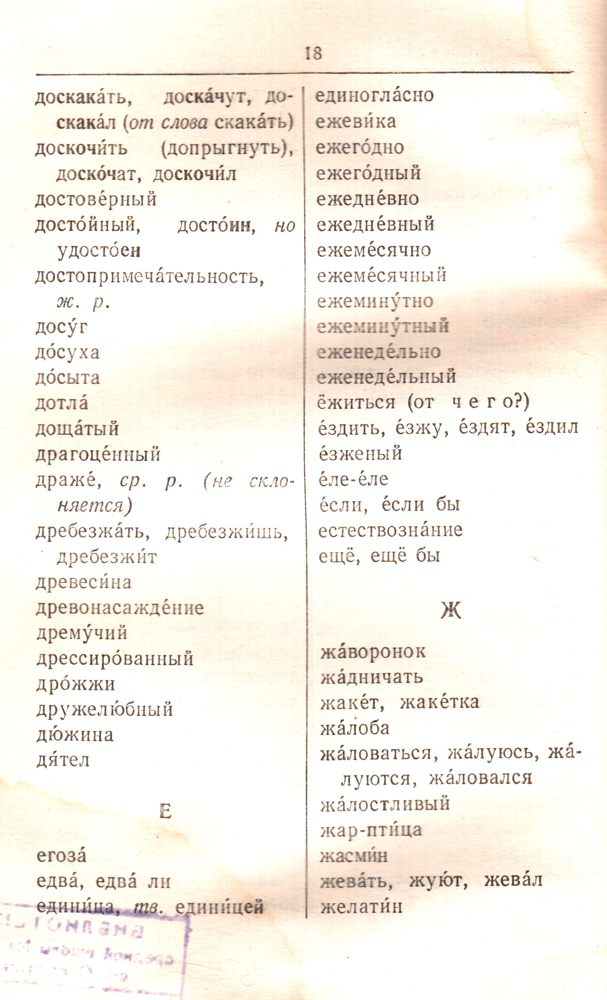 18
доскака́ть, доска́чут, до-
скака́л (от слова скака́ть)
доскочи́ть (допрыгнуть),
доско́чат, доскочи́л
достове́рный
досто́йный, досто́ин, но
удосто́ен
достопримеча́тельность,
ж. р.
досу́г
до́суха
до́сыта
дотла́
доща́тый
драгоце́нный
драже́, ср. р. (не скло-
няется)
дребезжа́ть, дребезжи́шь,
дребезжи́т
древеси́на
древонасажде́ние
дрему́чий
дрессиро́ванный
дро́жжи
дружелю́бный
дю́жина
дя́тел
Е
егоза́
едва́, едва́ ли
едини́ца, тв. едини́цей
единогла́сно
ежеви́ка
ежего́дно
ежего́дный
ежедне́вно
ежедне́вный
ежеме́сячно
ежеме́сячный
ежемину́тно
ежемину́тный
еженеде́льно
еженеде́льный
ёжиться (от ч е г о?)
е́здить, е́зжу, е́здят, е́здил
е́зженый
е́ле-е́ле
е́сли, е́сли бы
естествозна́ние
ещё, ещё бы
Ж
жа́воронок
жа́дничать
жаке́т, жаке́тка
жа́лоба
жа́ловаться, жа́луюсь, жа́-
луются, жа́ловался
жа́лостливый
жар-пти́ца
жасми́н
жева́ть, жую́т, жева́л
желати́н
средней школы